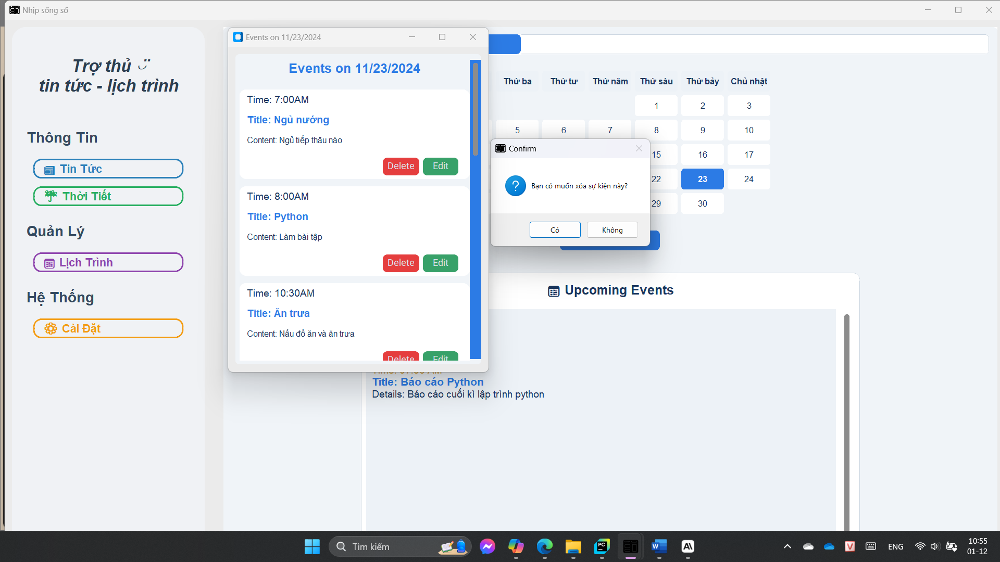 Nhịp sống số
Trợ thủ
tin tức - lịch trình
Thông Tin
Tin Tức
Thời Tiết
Quản Lý
Lịch Trình
Hệ Thống
Cài Đặt
Events on 11/23/2024
Events on 11/23/2024
Time: 7:00AM
Title: Ngủ nướng
Content: Ngủ tiếp thâu nào
Delete Edit
Time: 8:00AM
Title: Python
Content: Làm bài tập
Delete Edit
Time: 10:30AM
Title: Ăn trưa
Content: Nấu đồ ăn và ăn trưa
Delete Edit
Thứ ba Thứ tư Thứ năm Thứ sáu Thứ bảy Chủ nhật
1 2 3
5 6 7 8 9 10
15 16 17
22 23 24
29 30
Confirm
Bạn có muốn xóa sự kiện này?
Có Không
Upcoming Events
Title: Báo cáo Python
Details: Báo cáo cuối kì lập trình python
Tìm kiếm
PC
W
V
ENG
10:55
01-12